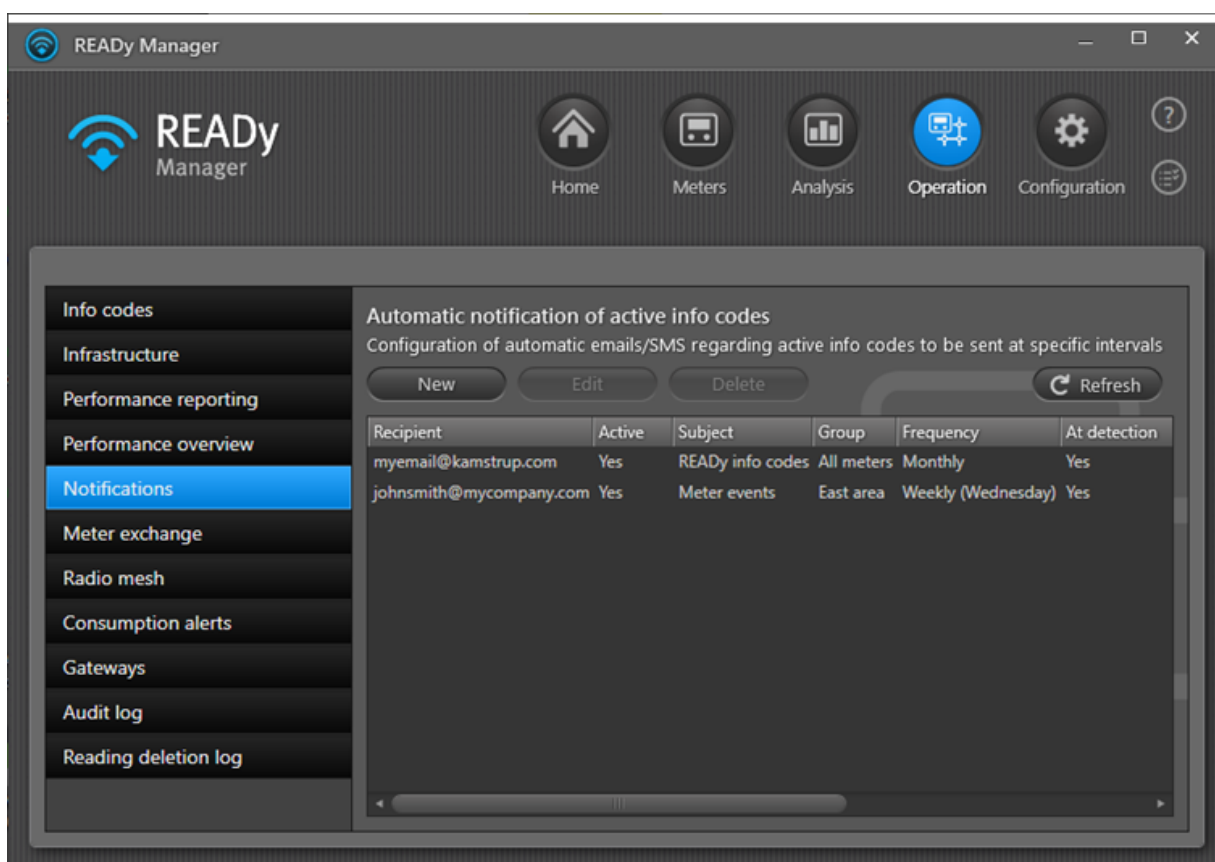 READy Manager
READy
Manager
Home
Meters
Analysis
Operation
Configuration
?
Info codes
Infrastructure
Performance reporting
Performance overview
Notifications
Meter exchange
Radio mesh
Consumption alerts
Gateways
Audit log
Reading deletion log
Automatic notification of active info codes
Configuration of automatic emails/SMS regarding active info codes to be sent at specific intervals
New Edit Delete Refresh
Recipient Active Subject Group Frequency At detection
myemail@kamstrup.com Yes READy info codes All meters Monthly Yes
johnsmith@mycompany.com Yes Meter events East area Weekly (Wednesday) Yes